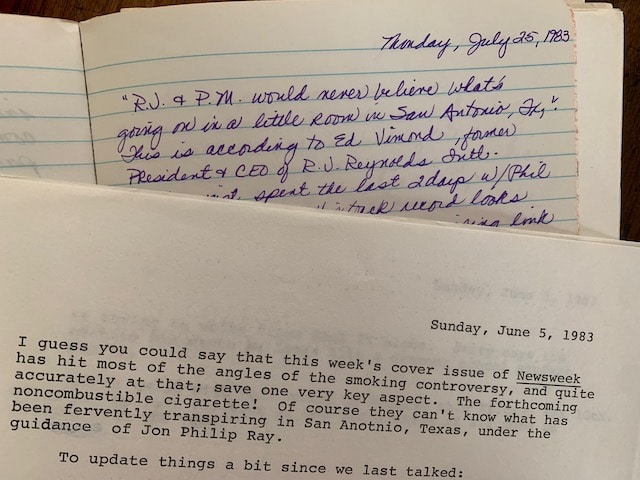 Monday, July 25, 1983
"R.J. & P.M. would never believe what's
going on in a little room in San Antonio, Tx,".
This is according to Ed Vimond, former
President & CEO of R.J. Reynolds Intl.
spent the last 2 days w/Phil
track record looks
link
Sunday, June 5, 1983
I guess you could say that this week's cover issue of Newsweek
has hit most of the angles of the smoking controversy, and quite
accurately at that; save one very key aspect. The forthcoming
noncombustible cigarette! Of course they can't know what has
been fervently transpiring in San Anotnio, Texas, under the
guidance of Jon Philip Ray.
To update things a bit since we last talked: